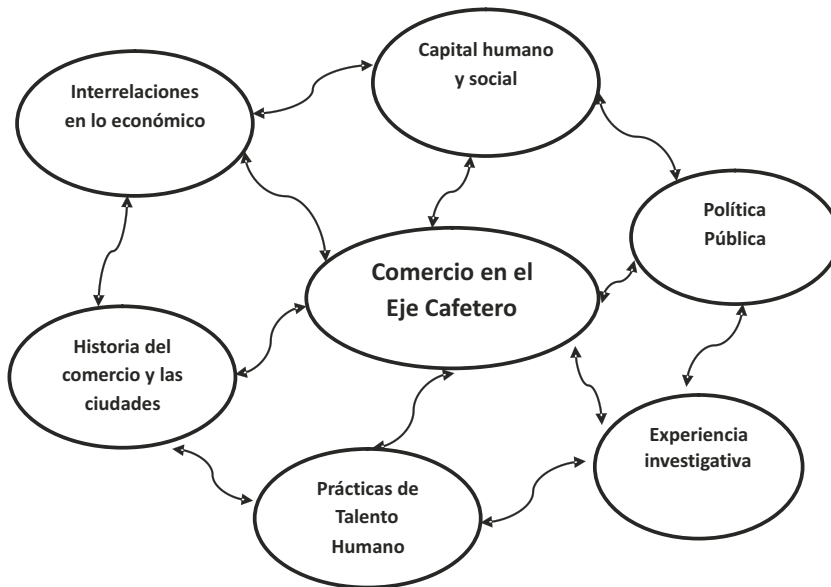 Capital humano
y social
Interrelaciones
en lo económico
Política
Pública
Comercio en el
Eje Cafetero
Historia del
comercio y las
ciudades
Experiencia
investigativa
Prácticas de
Talento
Humano